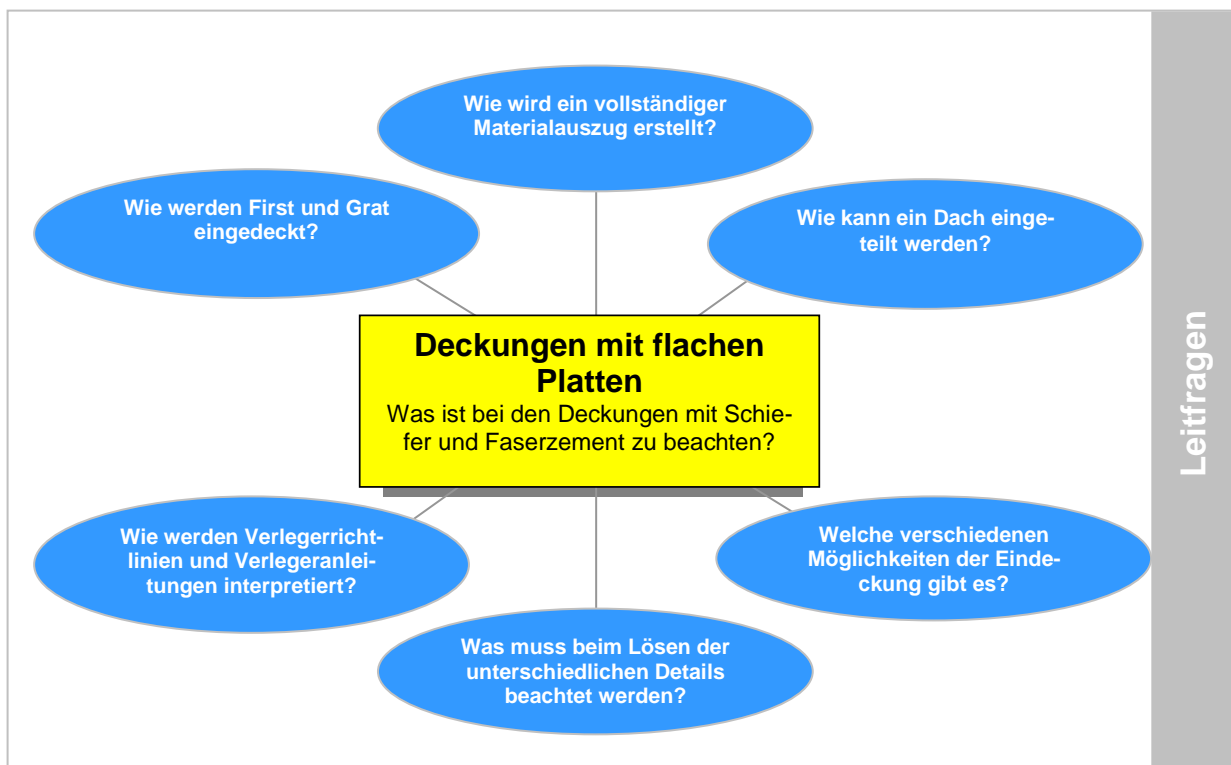 Wie wird ein vollständiger
Materialauszug erstellt?
Wie werden First und Grat
eingedeckt?
Wie kann ein Dach einge-
teilt werden?
Deckungen mit flachen
Platten
Was ist bei den Deckungen mit Schie-
fer und Faserzement zu beachten?
Wie werden Verlegerricht-
linien und Verlegeranlei-
tungen interpretiert?
Welche verschiedenen
Möglichkeiten der Einde-
ckung gibt es?
Was muss beim Lösen der
unterschiedlichen Details
beachtet werden?
Leitfragen